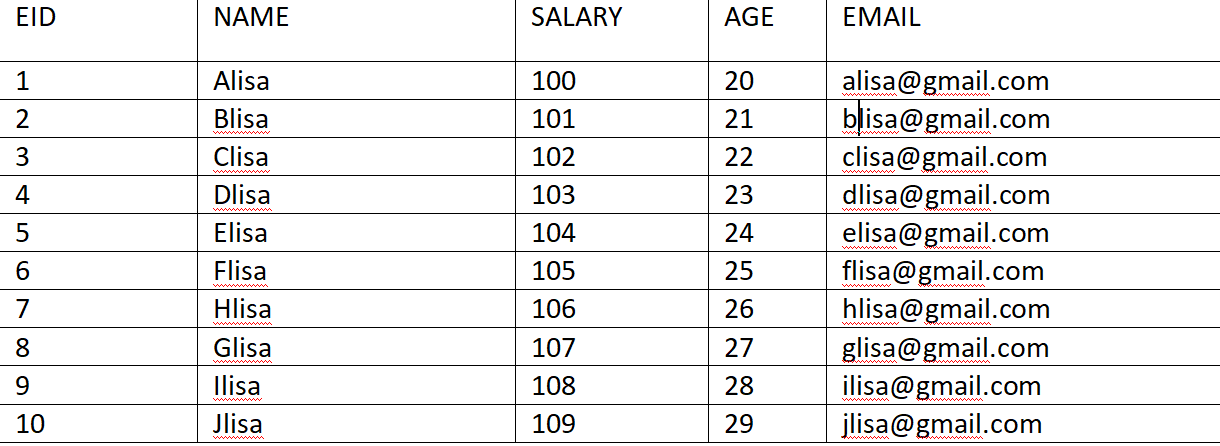 EID NAME SALARY AGE EMAIL
1 Alisa 100 20 alisa@gmail.com
2 Blisa 101 21 blisa@gmail.com
3 Clisa 102 22 clisa@gmail.com
4 Dlisa 103 23 dlisa@gmail.com
5 Elisa 104 24 elisa@gmail.com
6 Flisa 105 25 flisa@gmail.com
7 Hlisa 106 26 hlisa@gmail.com
8 Glisa 107 27 glisa@gmail.com
9 Ilisa 108 28 ilisa@gmail.com
10 Jlisa 109 29 jlisa@gmail.com